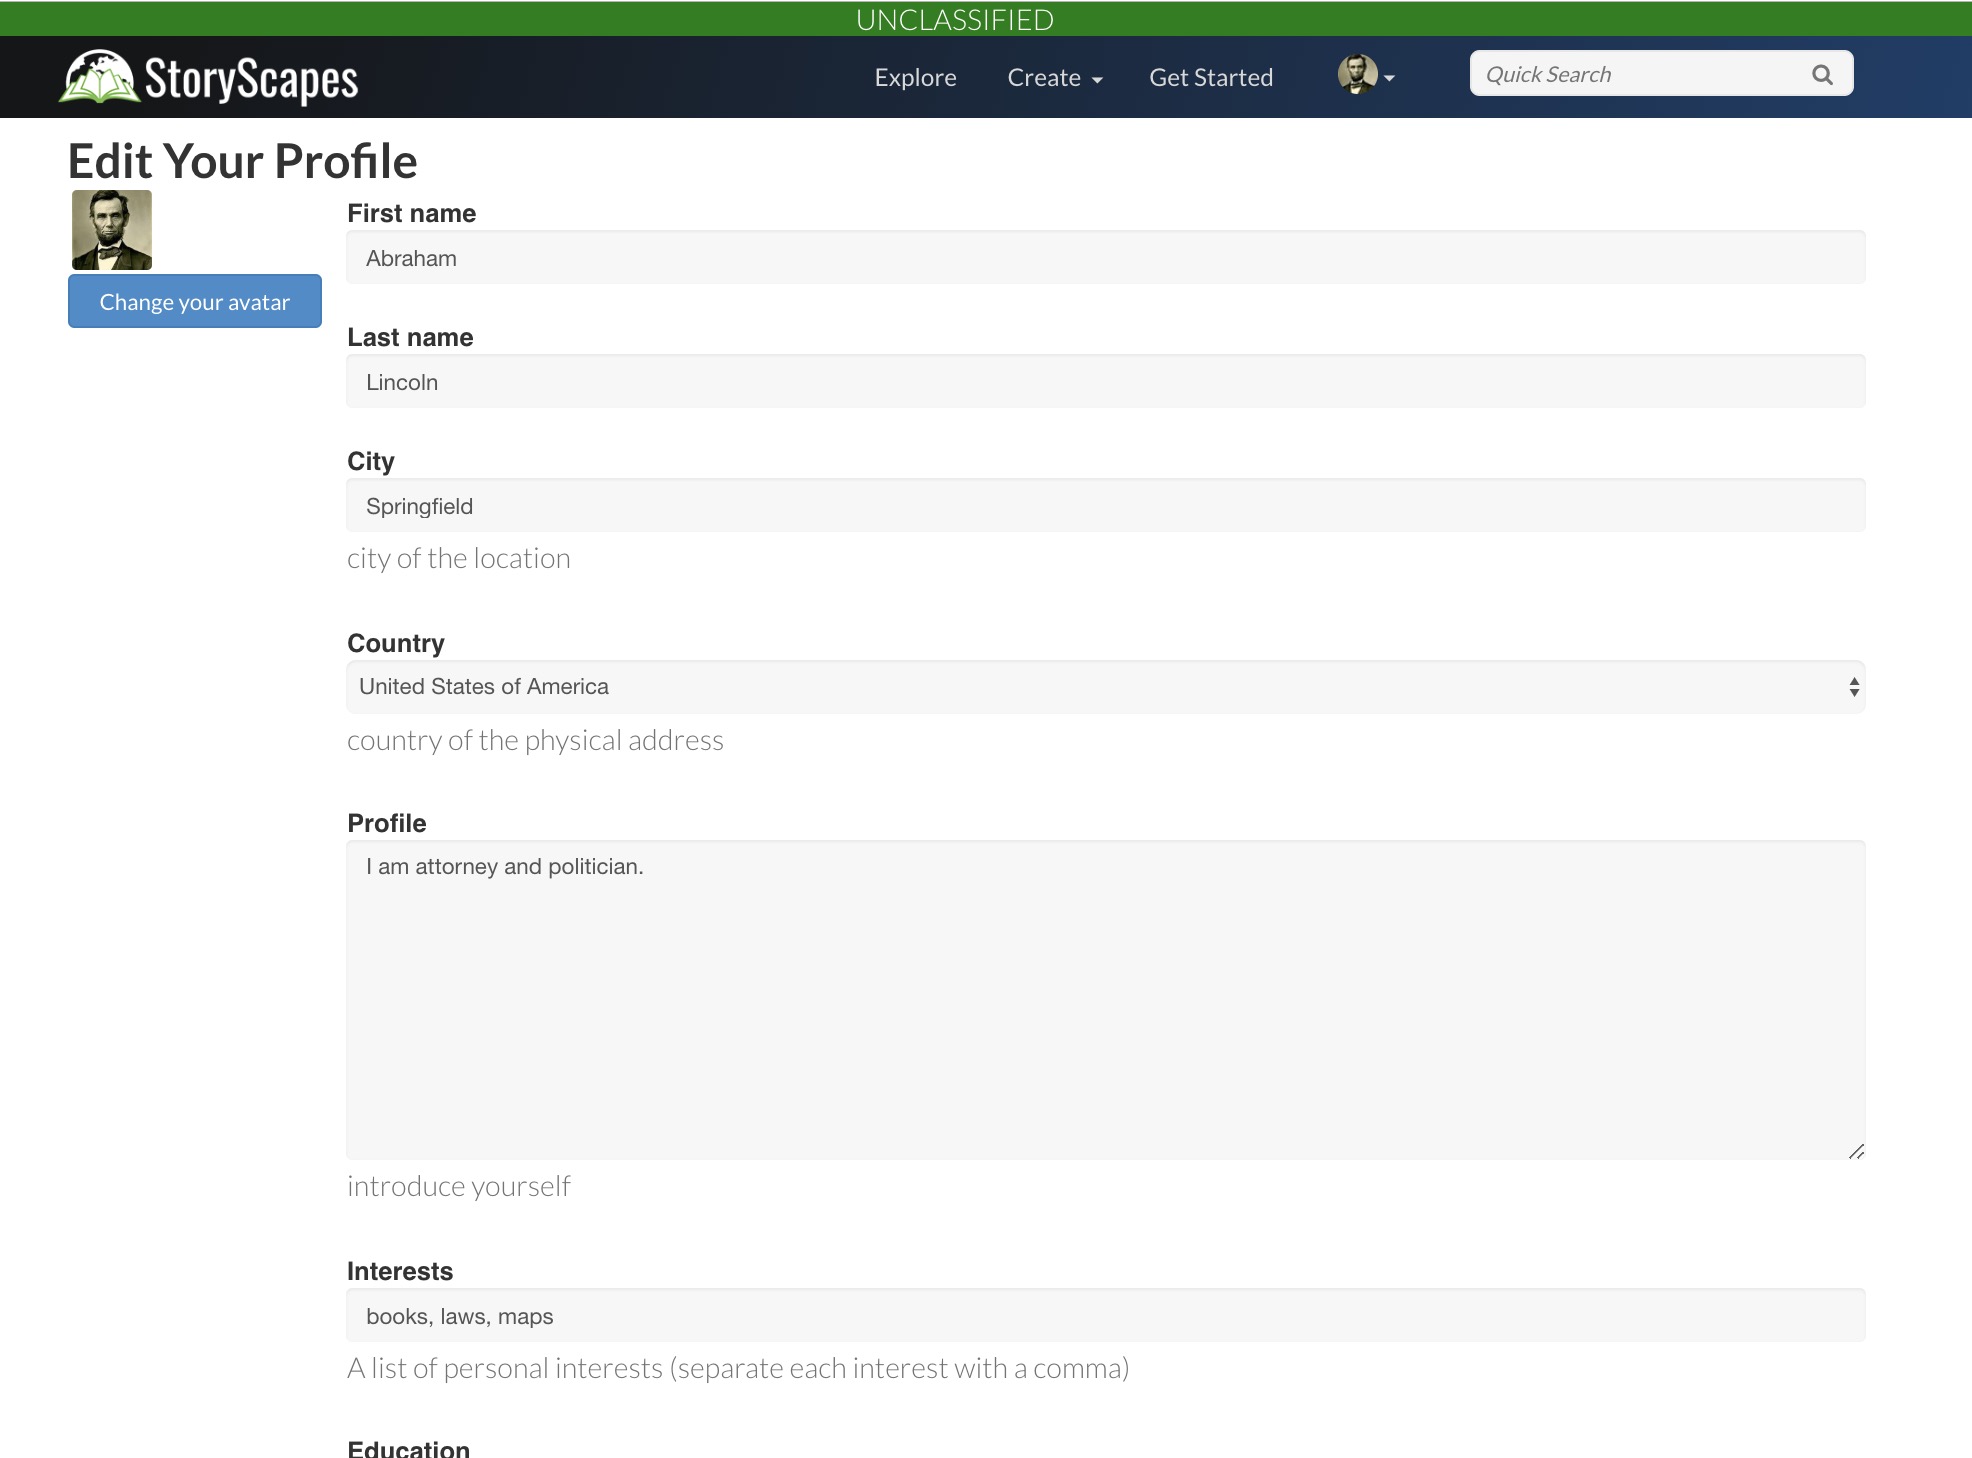 UNCLASSIFIED
StoryScapes
Explore
Create
Get Started
Quick Search
Edit Your Profile
Change your avatar
First name
Abraham
Last name
Lincoln
City
Springfield
city of the location
Country
United States of America
country of the physical address
Profile
I am attorney and politician.
introduce yourself
Interests
books, laws, maps
A list of personal interests (separate each interest with a comma)
Education